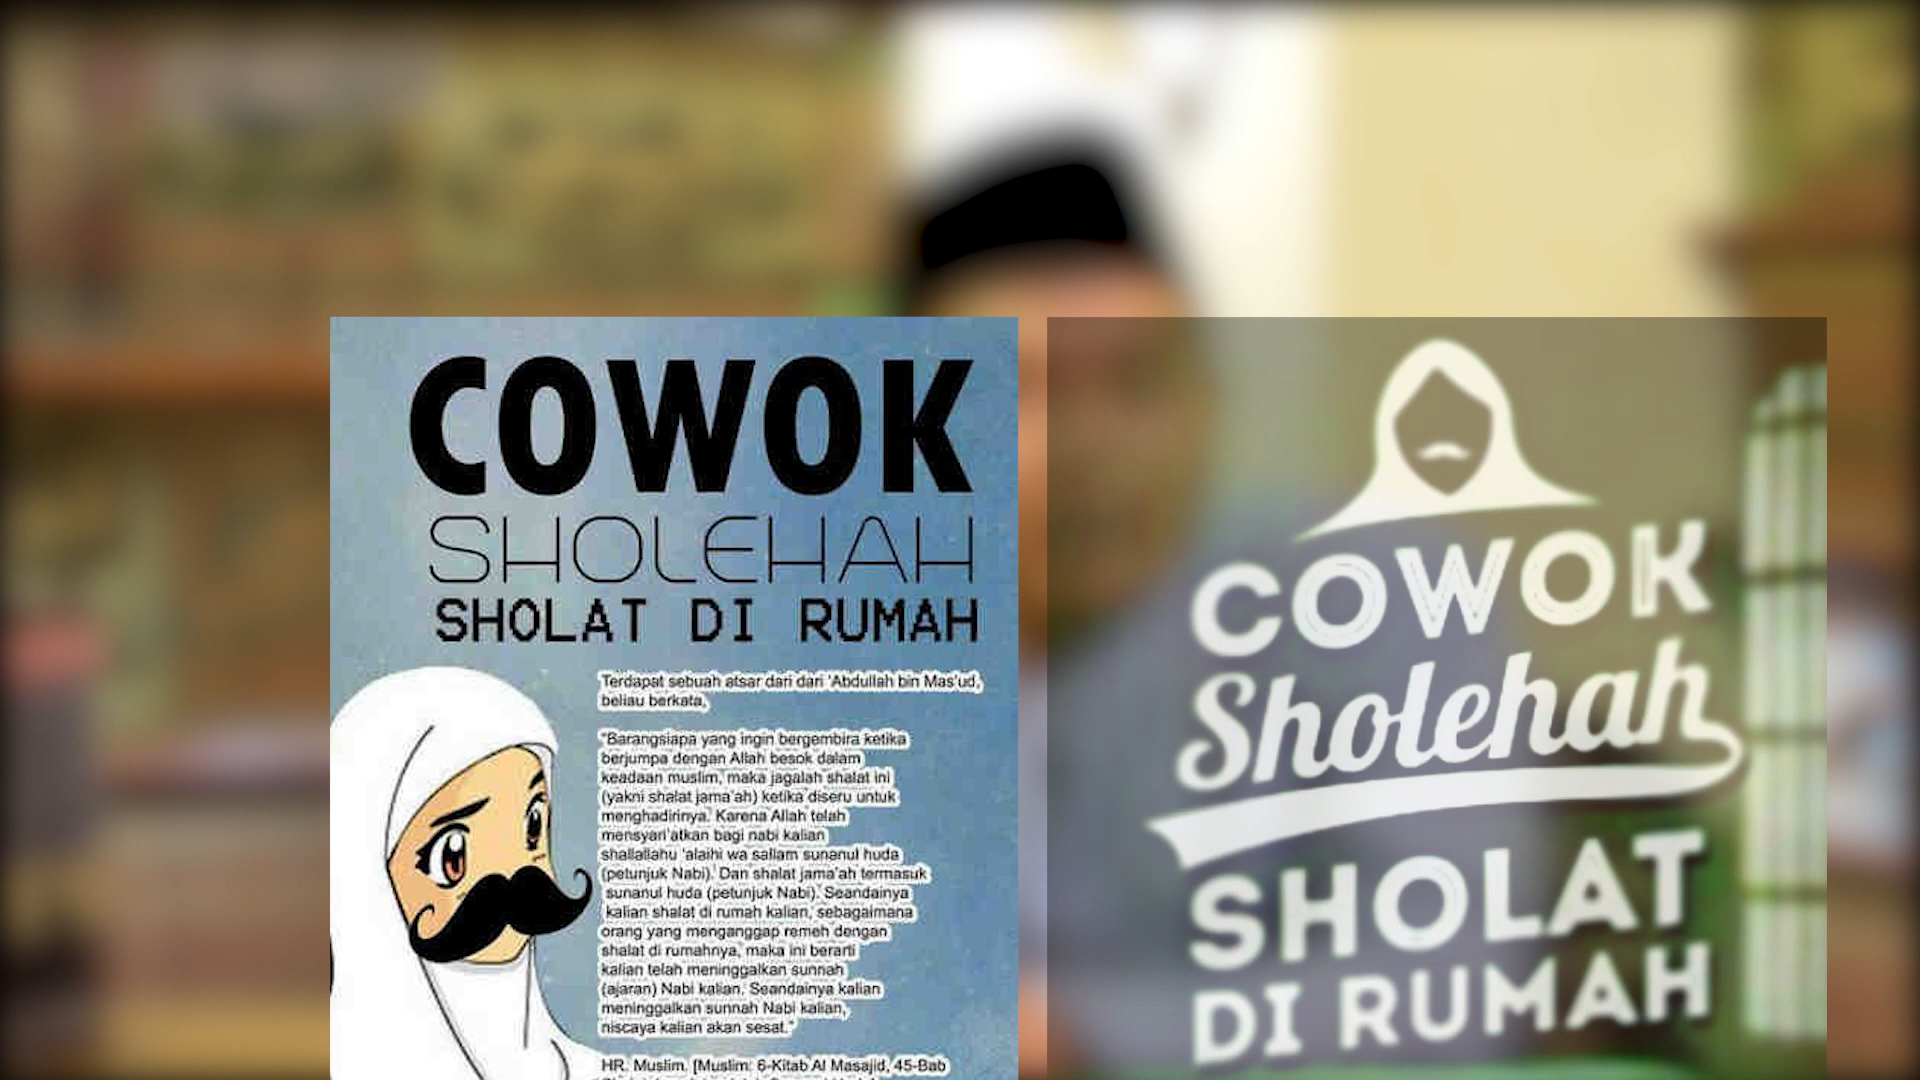 COWOK
SHOLEHAH
SHOLAT DI RUMAH
Terdapat sebuah atsar dari dari 'Abdullah bin Mas'ud,
beliau berkata,
"Barangsiapa yang ingin bergembira ketika
berjumpa dengan Allah besok dalam
keadaan muslim, maka jagalah shalat ini
(yakni shalat jama'ah) ketika diseru untuk
menghadirinya. Karena Allah telah
mensyari'atkan bagi nabi kalian
shallallahu 'alaihi wa sallam sunanul huda
(petunjuk Nabi). Dan shalat jama'ah termasuk
sunanul huda (petunjuk Nabi). Seandainya
kalian shalat di rumah kalian, sebagaimana
orang yang menganggap remeh dengan
shalat di rumahnya, maka ini berarti
kalian telah meninggalkan sunnah
(ajaran) Nabi kalian. Seandainya kalian
meninggalkan sunnah Nabi kalian,
niscaya kalian akan sesat."
HR. Muslim. [Muslim: 6-Kitab Al Masajid, 45-Bab
COWOK
Sholehah
SHOLAT
DI RUMAH